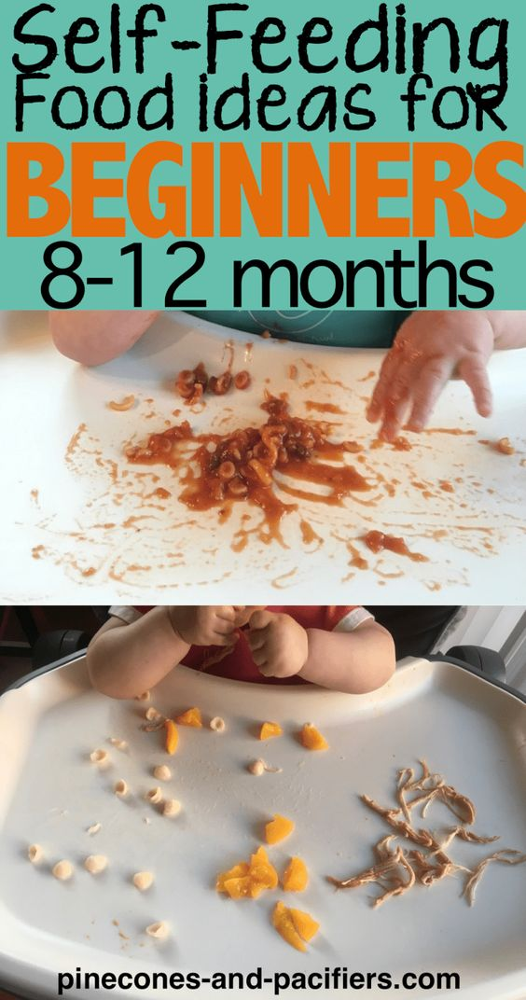 Self-Feeding
Food ideas for
BEGINNERS
8-12 months
pinecones-and-pacifiers.com